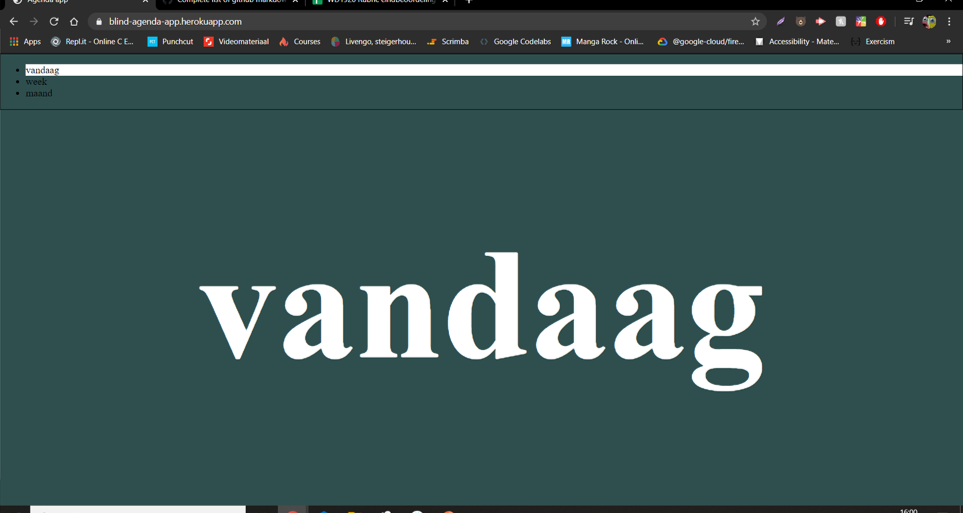 Agenda app
Complete list of github markdo
WD1920 Rubric eindbeoordeling
blind-agenda-app.herokuapp.com
Apps
Repl.it - Online C E...
Punchcut
Videomateriaal
Courses
Livengo, steigerhou...
Scrimba
Google Codelabs
Manga Rock - Onli...
@google-cloud/fire...
Accessibility - Mate...
Exercism
»
vandaag
week
maand
vandaag
16:00